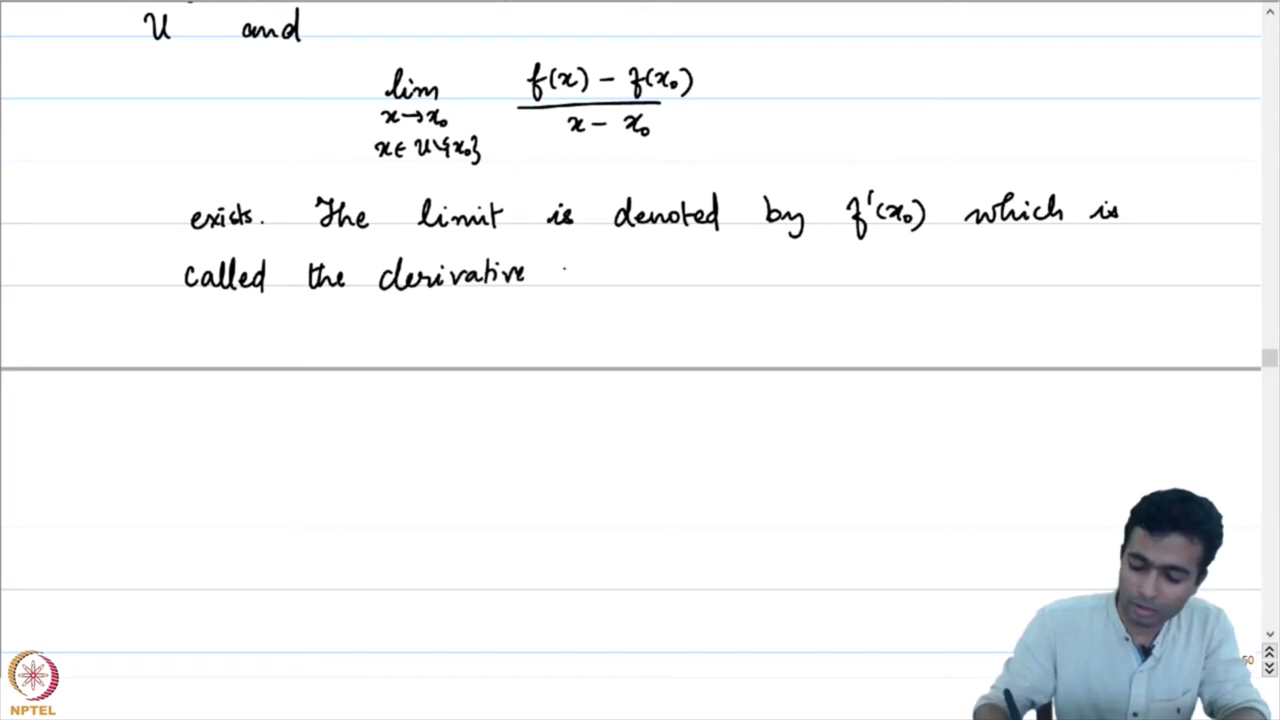 U and
lim f(x) - f(x₀)
x→x₀ x - x₀
x∈ U\{x₀}
exists. The limit is denoted by f'(x₀) which is
called the derivative
50
NPTEL